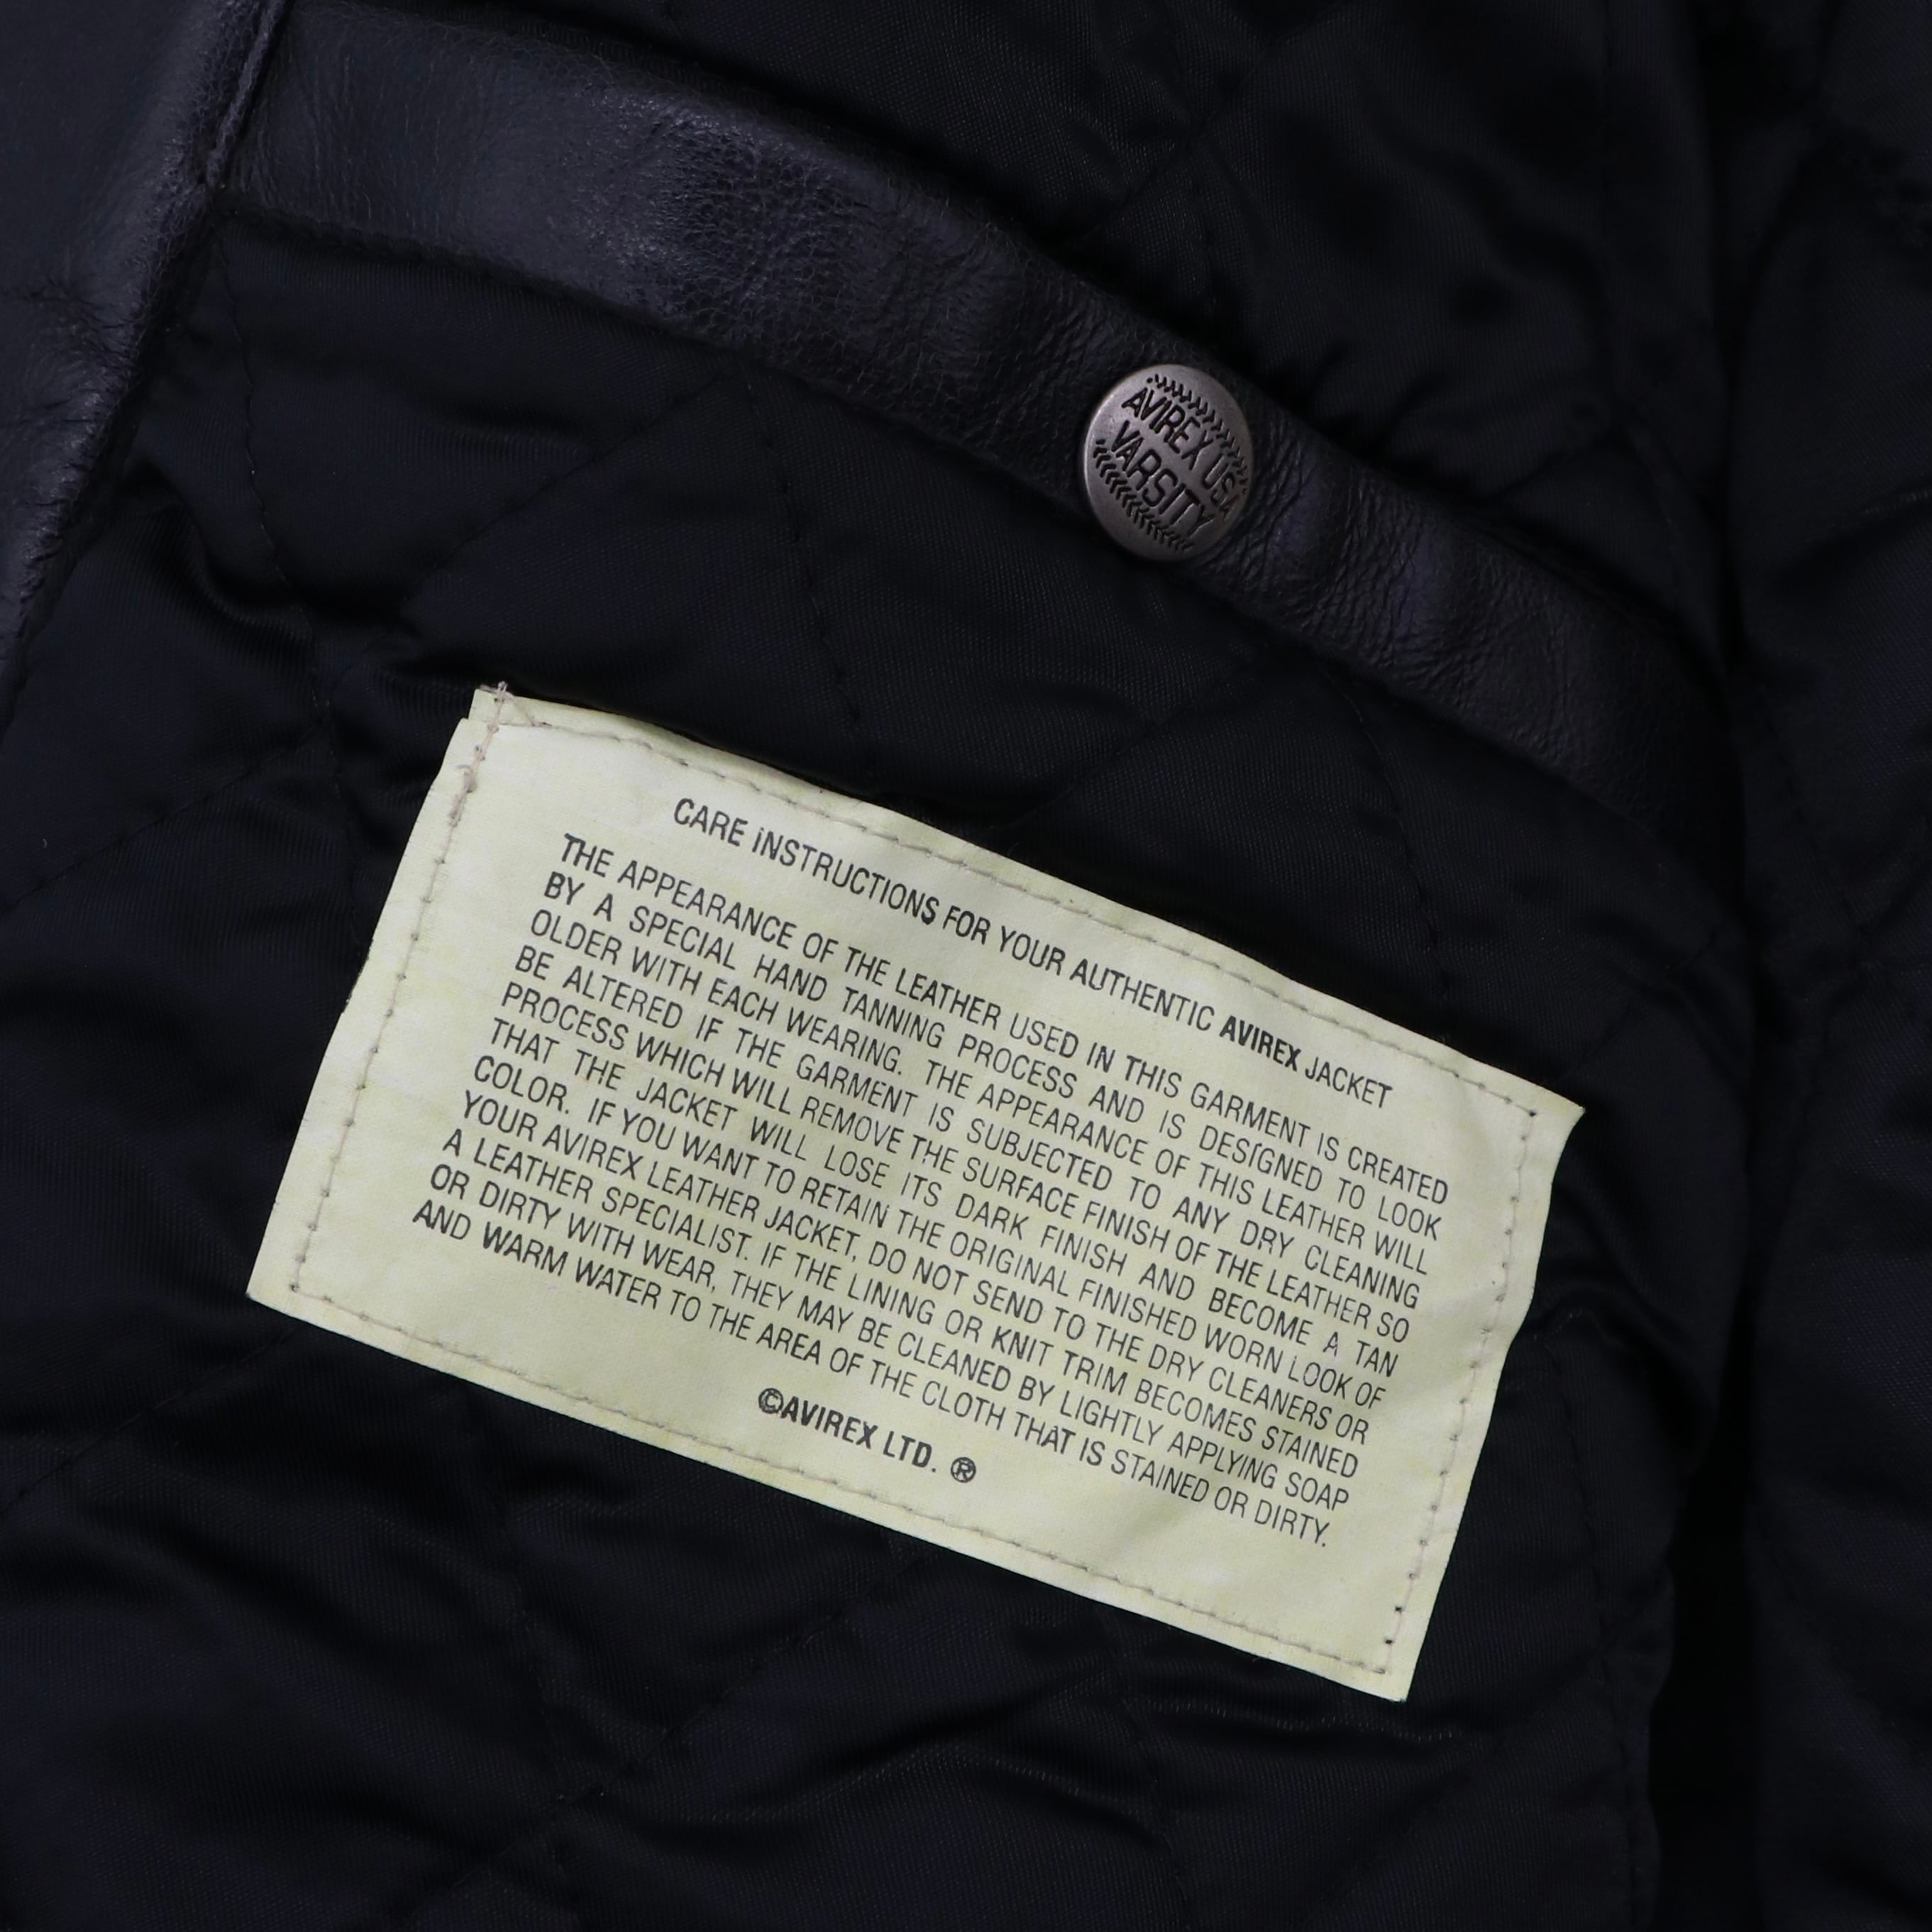 AVIREX USA
VARSITY
CARE INSTRUCTIONS FOR YOUR AUTHENTIC AVIREX JACKET
THE APPEARANCE OF THE LEATHER USED IN THIS GARMENT IS CREATED
BY A SPECIAL HAND TANNING PROCESS AND IS DESIGNED TO LOOK
OLDER WITH EACH WEARING. THE APPEARANCE OF THIS LEATHER WILL
BE ALTERED IF THE GARMENT IS SUBJECTED TO ANY DRY CLEANING
PROCESS WHICH WILL REMOVE THE SURFACE FINISH OF THE LEATHER SO
THAT THE JACKET WILL LOSE ITS DARK FINISH AND BECOME A TAN
COLOR. IF YOU WANT TO RETAIN THE ORIGINAL FINISHED WORN LOOK OF
YOUR AVIREX LEATHER JACKET, DO NOT SEND TO THE DRY CLEANERS OR
A LEATHER SPECIALIST. IF THE LINING OR KNIT TRIM BECOMES STAINED
OR DIRTY WITH WEAR, THEY MAY BE CLEANED BY LIGHTLY APPLYING SOAP
AND WARM WATER TO THE AREA OF THE CLOTH THAT IS STAINED OR DIRTY.
©AVIREX LTD. ®